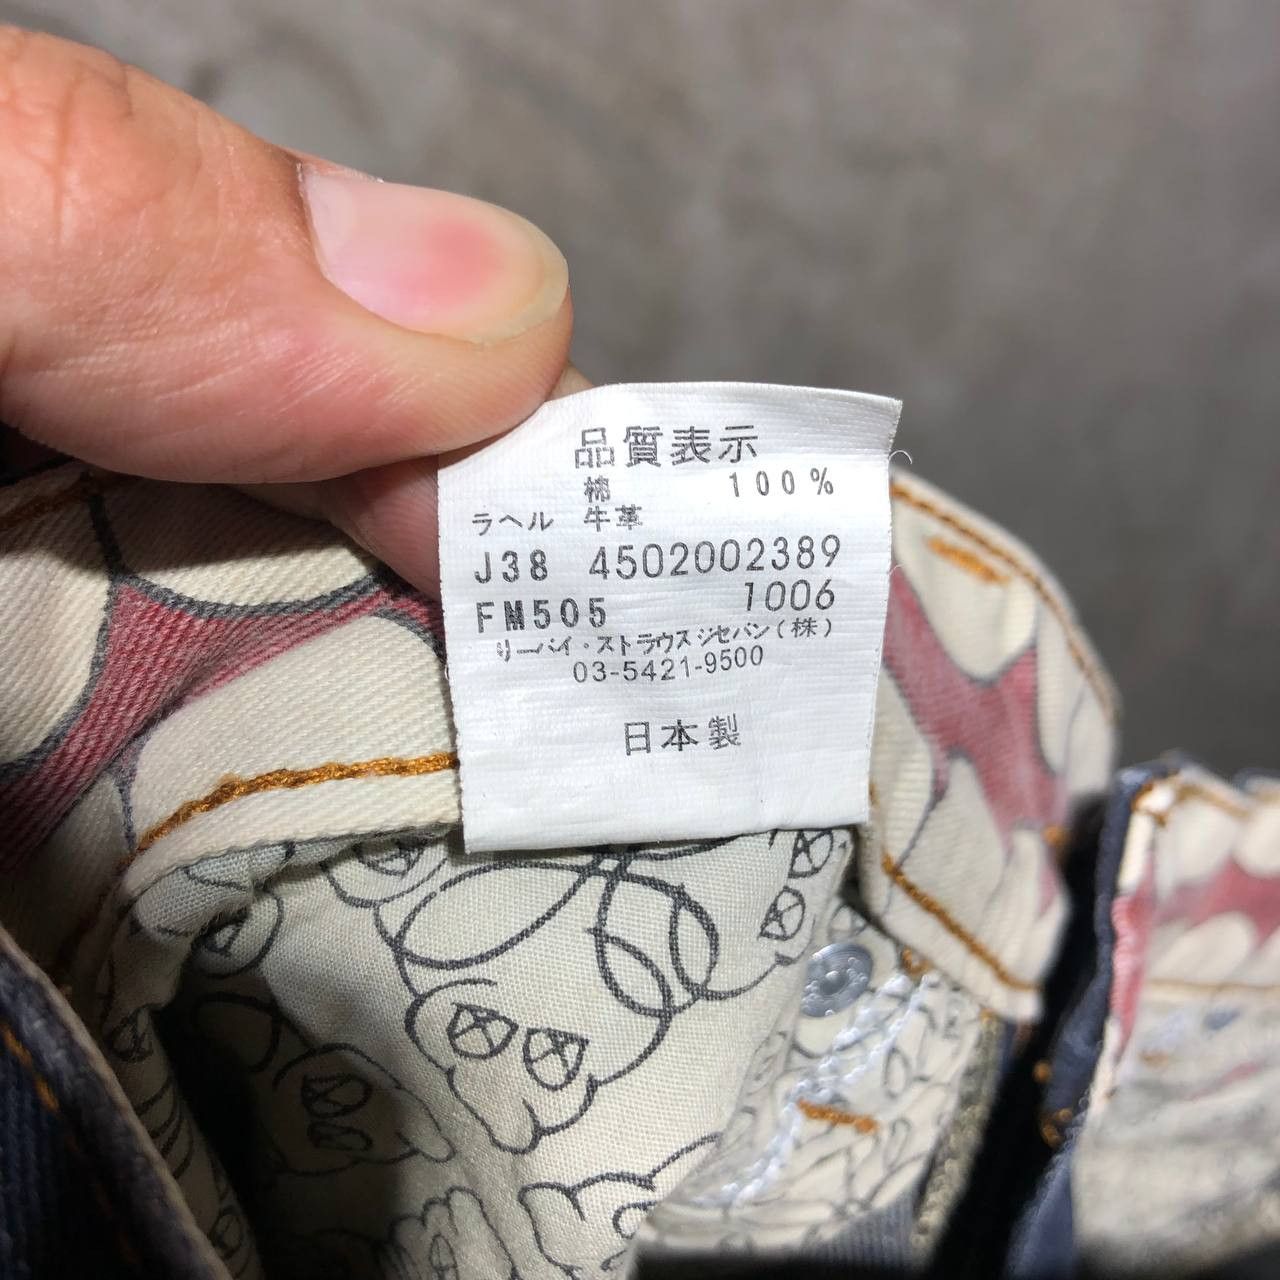 品質表示
綿 100%
ラヘル 牛革
J38 4502002389
FM505 1006
リーバイ・ストラウスジャパン(株)
03-5421-9500
日本製